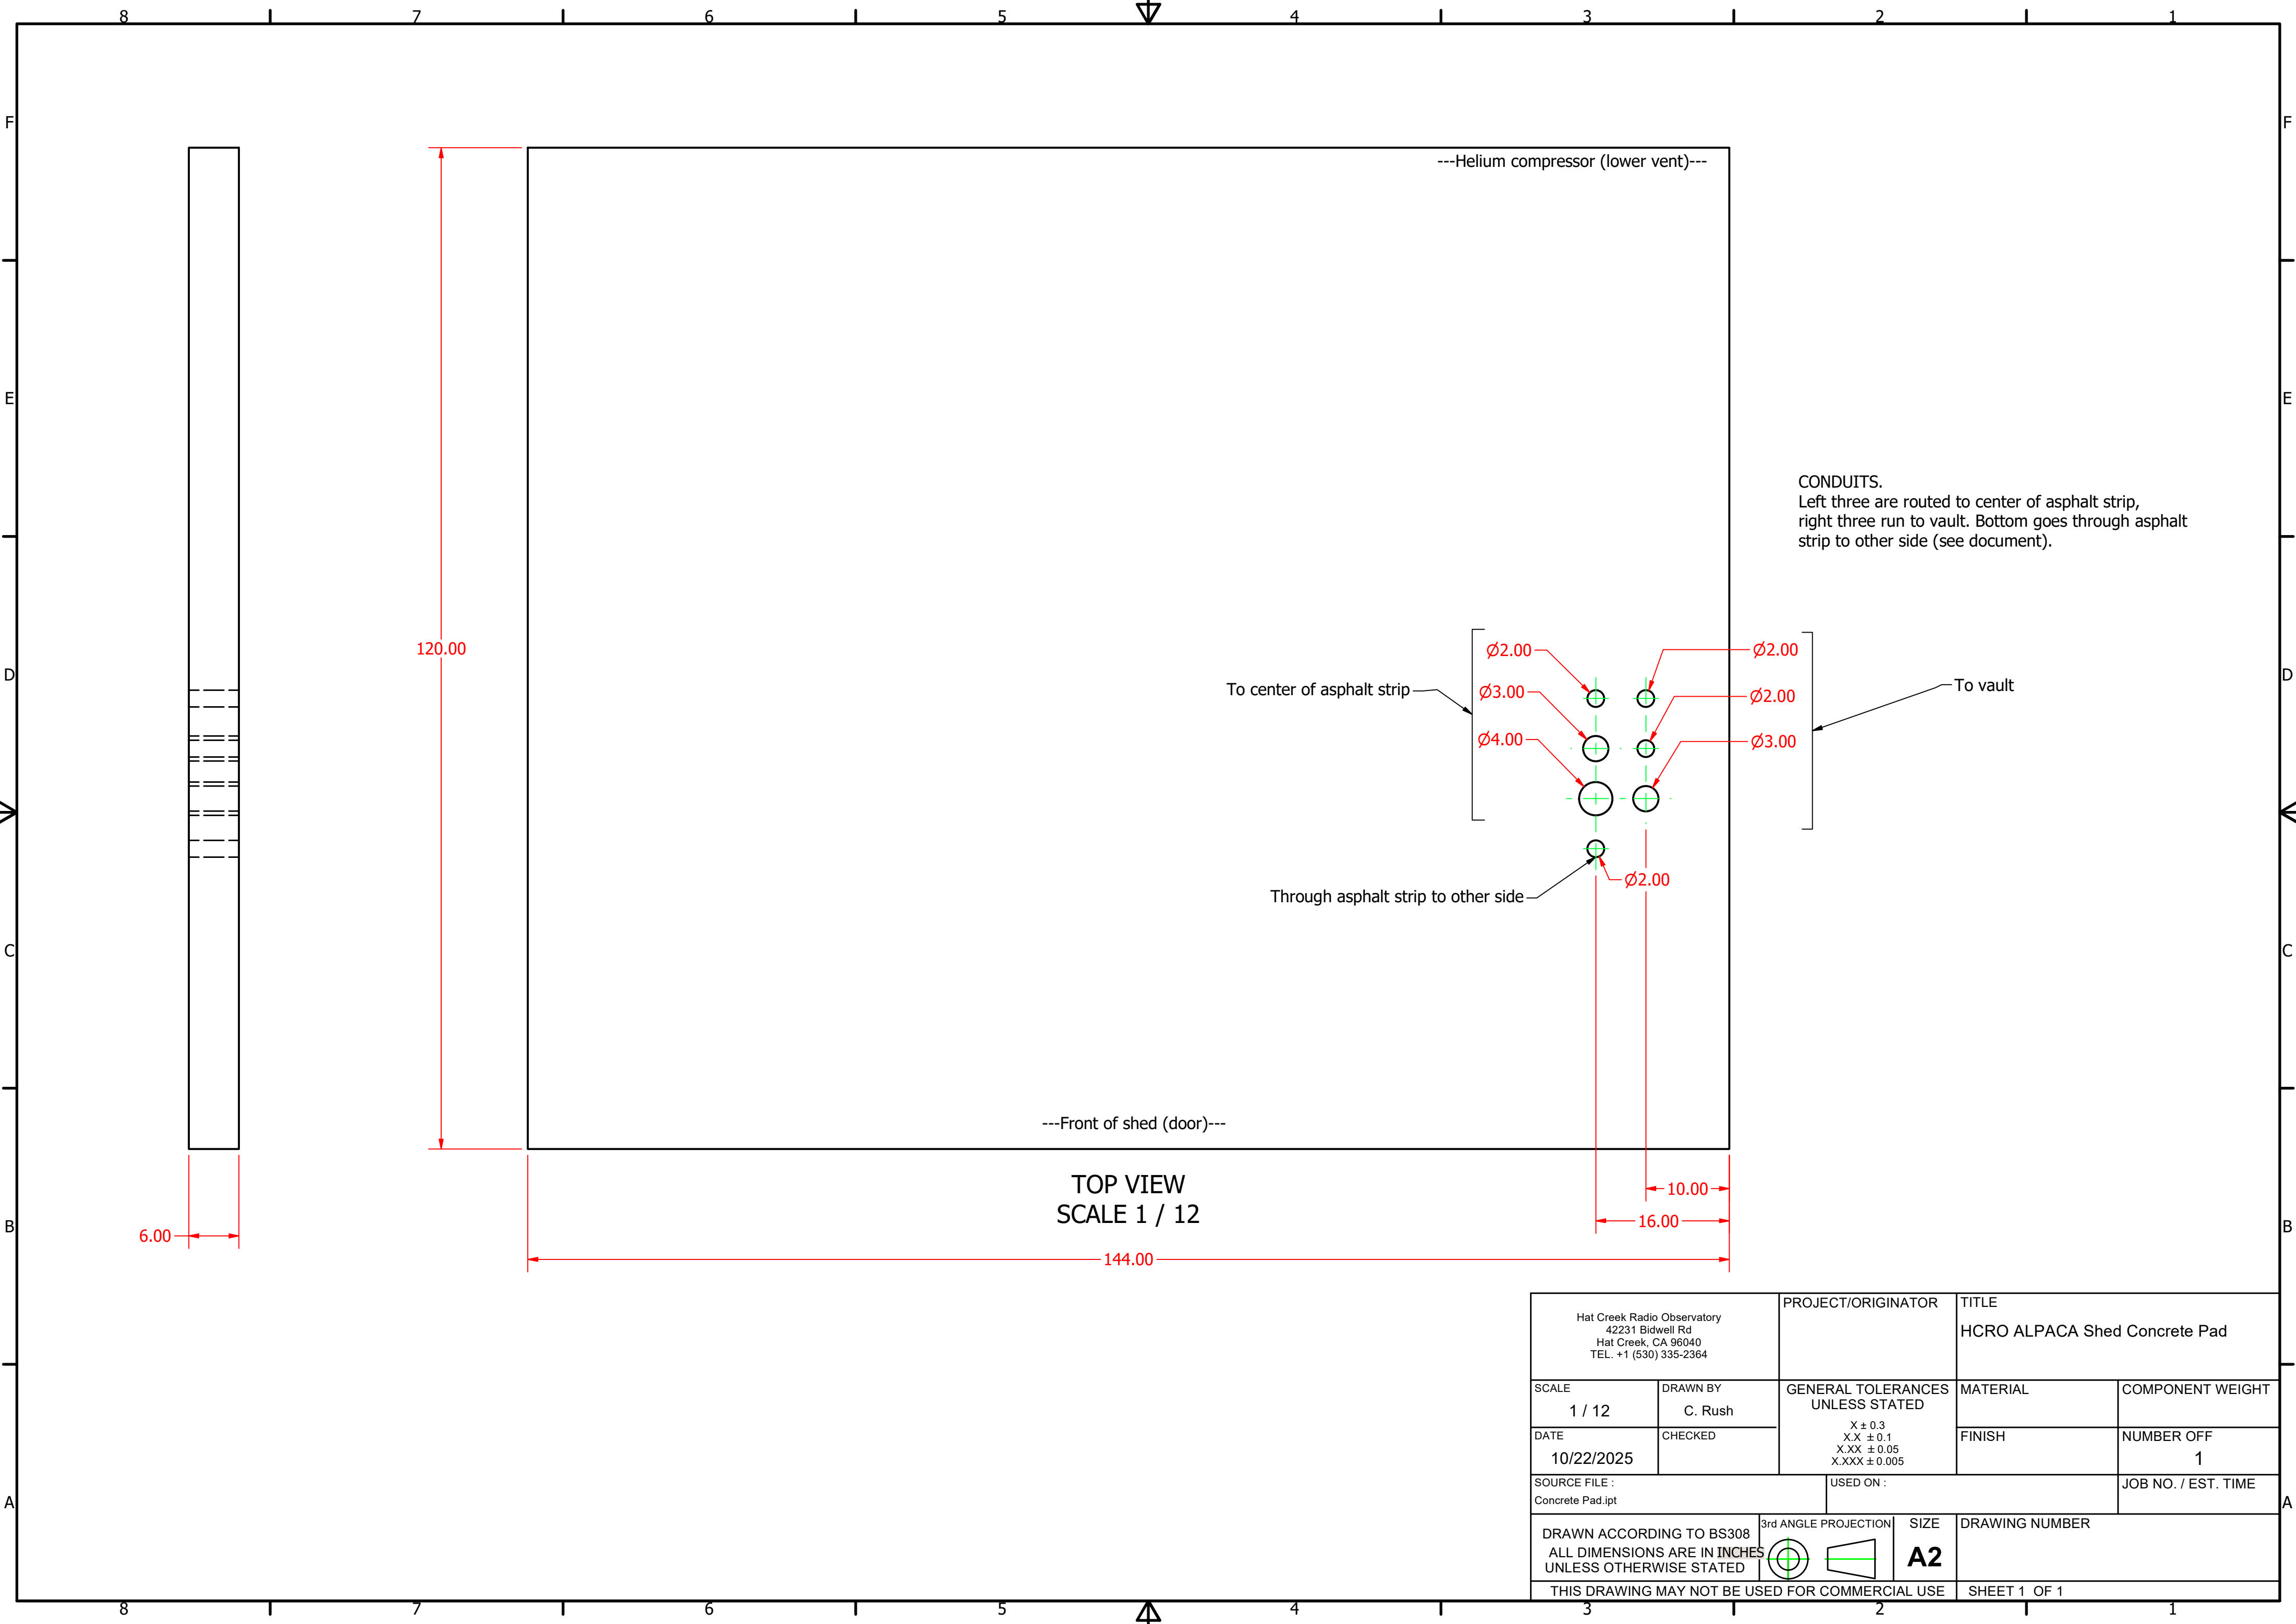 8 7 6 5 4 3 2 1
F F
---Helium compressor (lower vent)---
E E
CONDUITS.
Left three are routed to center of asphalt strip,
right three run to vault. Bottom goes through asphalt
strip to other side (see document).
120.00
Ø2.00 Ø2.00
D D
To center of asphalt strip Ø3.00 Ø2.00 To vault
Ø4.00 Ø3.00
Ø2.00
Through asphalt strip to other side
C C
---Front of shed (door)---
TOP VIEW
SCALE 1 / 12
10.00
16.00
B B
6.00
144.00
Hat Creek Radio Observatory
42231 Bidwell Rd
Hat Creek, CA 96040
TEL. +1 (530) 335-2364
PROJECT/ORIGINATOR
TITLE
HCRO ALPACA Shed Concrete Pad
SCALE
1 / 12
DRAWN BY
C. Rush
GENERAL TOLERANCES
UNLESS STATED
X ± 0.3
X.X ± 0.1
X.XX ± 0.05
X.XXX ± 0.005
MATERIAL
COMPONENT WEIGHT
DATE
10/22/2025
CHECKED
FINISH
NUMBER OFF
1
SOURCE FILE :
Concrete Pad.ipt
USED ON :
JOB NO. / EST. TIME
A A
DRAWN ACCORDING TO BS308
ALL DIMENSIONS ARE IN INCHES
UNLESS OTHERWISE STATED
3rd ANGLE PROJECTION
SIZE
A2
DRAWING NUMBER
THIS DRAWING MAY NOT BE USED FOR COMMERCIAL USE
SHEET 1 OF 1
8 7 6 5 4 3 2 1